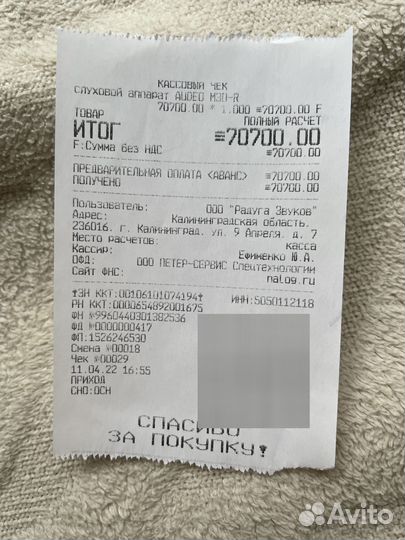 КАССОВЫЙ ЧЕК
СЛУХОВОЙ АППАРАТ AUDEO M30-R
70700.00 * 1.000 =70700.00 F
ТОВАР
ПОЛНЫЙ РАСЧЕТ
ИТОГ =70700.00
F:Сумма без НДС =70700.00
ПРЕДВАРИТЕЛЬНАЯ ОПЛАТА <АВАНС> =70700.00
ПОЛУЧЕНО =70700.00
Пользователь: ООО "Радуга Звуков"
Адрес: Калининградская область,
236016, г. Калининград, ул. 9 Апреля, д. 7
Место расчетов: касса
Кассир: Ефименко Ю.А.
ОФД: ООО ПЕТЕР-СЕРВИС Спецтехнологии
Сайт ФНС: nalog.ru
*ЗН ККТ:00106101074194* ИНН:5050112118
РН ККТ:0000654892001675
ФН №9960440301382536
ФД №0000000417
ФП:1526246530
Смена №00018
Чек №00029
11.04.22 16:55
ПРИХОД
СНО:ОСН
СПАСИБО
ЗА ПОКУПКУ!
Avito